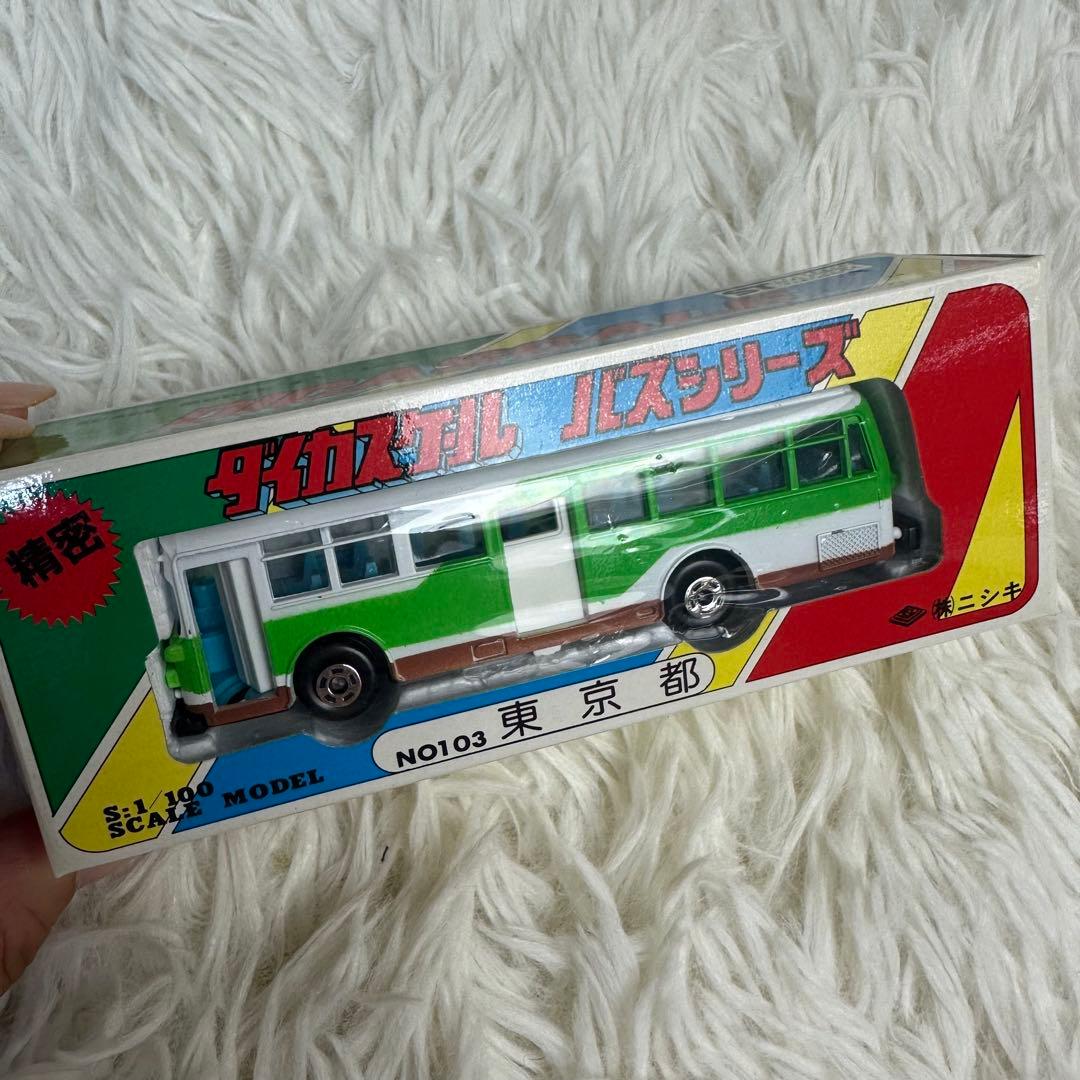 ダイカスケール バスシリーズ
精密
㈱ニシキ
NO103 東京都
S:1/100
SCALE MODEL